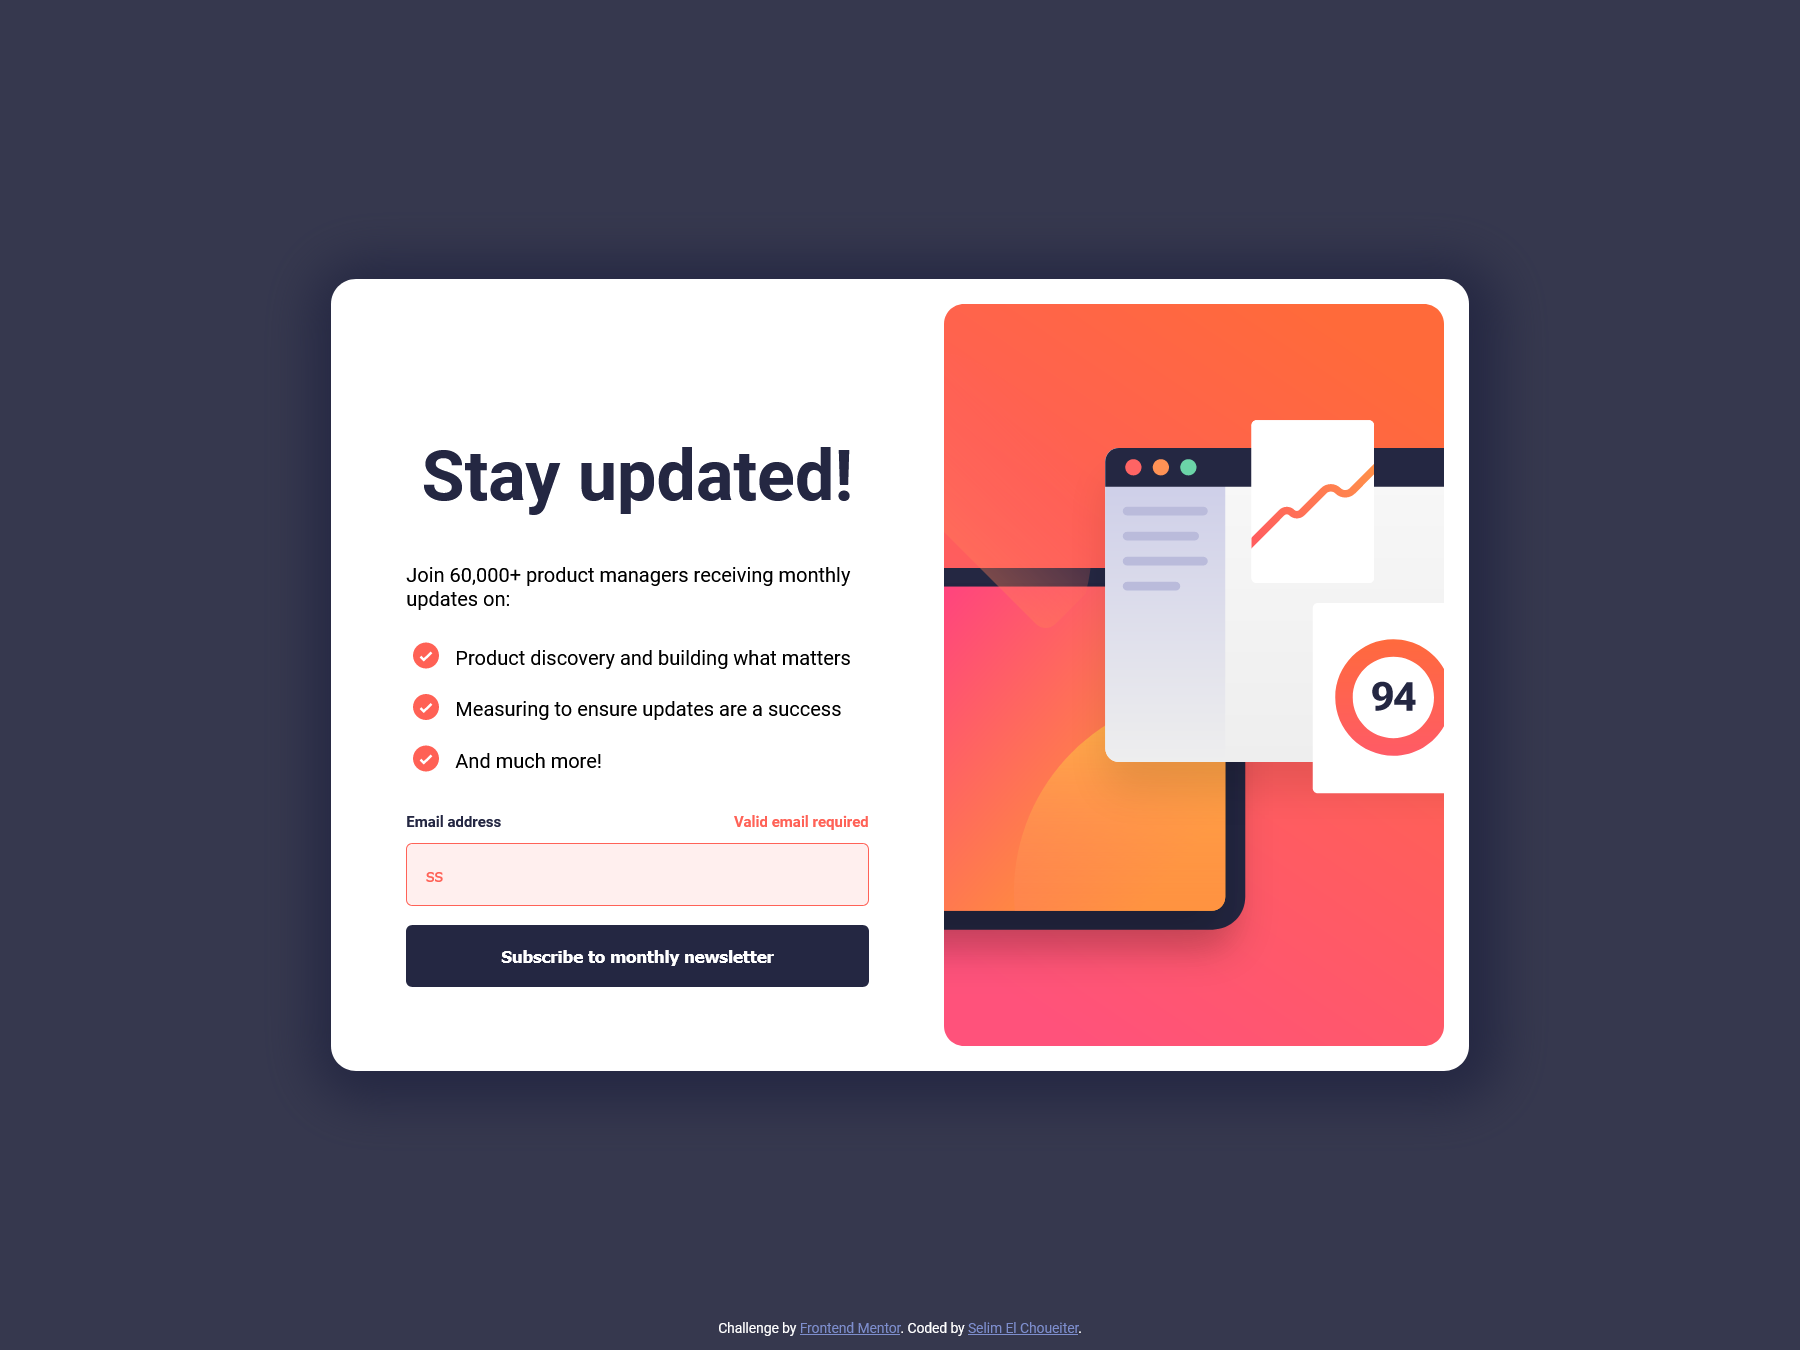 Stay updated!
Join 60,000+ product managers receiving monthly
updates on:
Product discovery and building what matters
Measuring to ensure updates are a success
And much more!
Email address
Valid email required
ss
Subscribe to monthly newsletter
94
Challenge by Frontend Mentor. Coded by Selim El Choueiter.